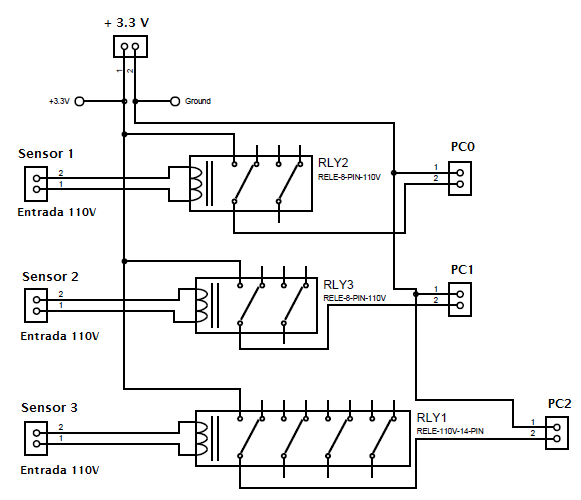 + 3.3 V
1
2
+3.3V
Ground
Sensor 1
2
1
Entrada 110V
RLY2
RELE-8-PIN-110V
PC0
1
2
Sensor 2
2
1
Entrada 110V
RLY3
RELE-8-PIN-110V
PC1
1
2
Sensor 3
2
1
Entrada 110V
RLY1
RELE-110V-14-PIN
PC2
1
2